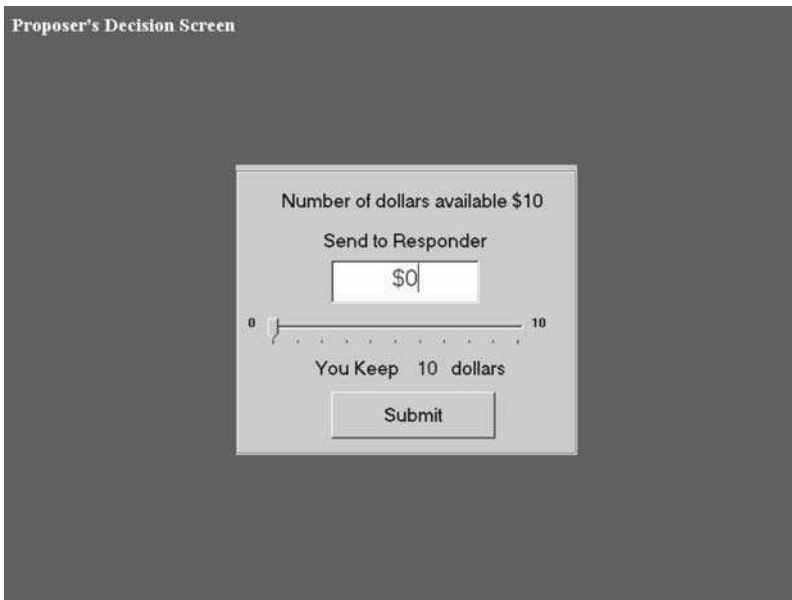 Proposer's Decision Screen
Number of dollars available $10
Send to Responder
$0
0 10
You Keep 10 dollars
Submit